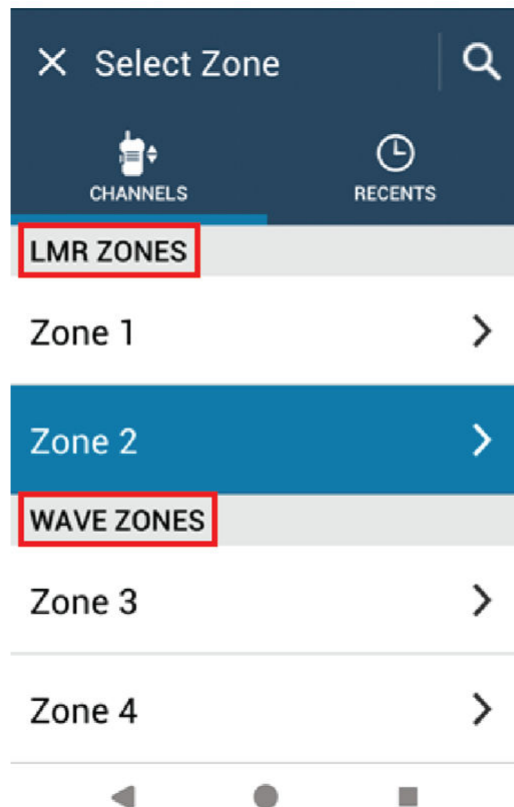 Select Zone
CHANNELS
RECENTS
LMR ZONES
Zone 1
Zone 2
WAVE ZONES
Zone 3
Zone 4